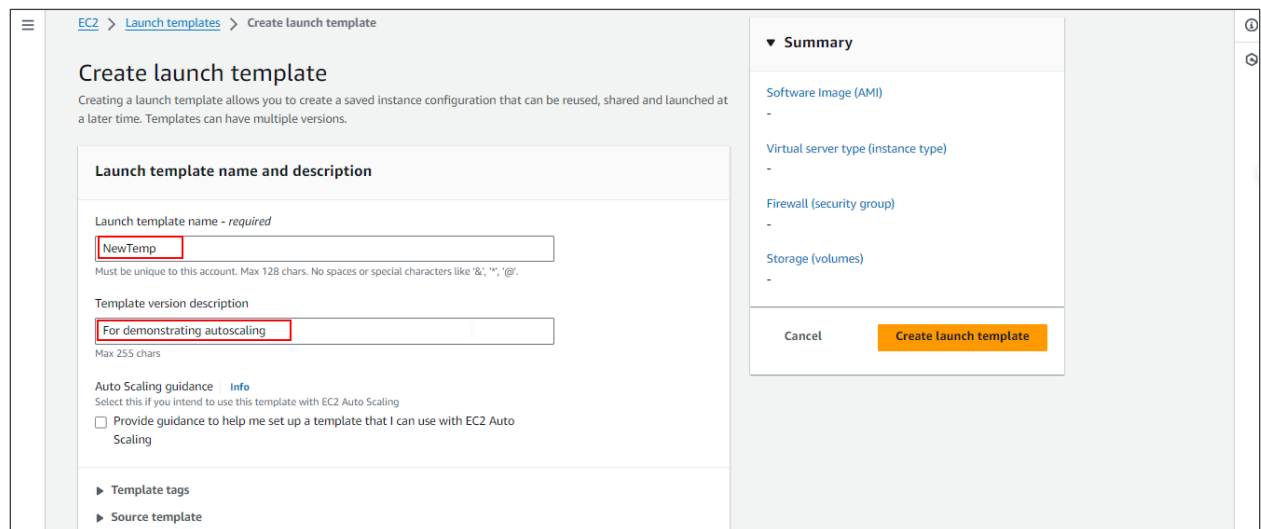 EC2 > Launch templates > Create launch template
Create launch template
Creating a launch template allows you to create a saved instance configuration that can be reused, shared and launched at
a later time. Templates can have multiple versions.
Launch template name and description
Launch template name - required
NewTemp
Must be unique to this account. Max 128 chars. No spaces or special characters like '&', '*', '@'.
Template version description
For demonstrating autoscaling
Max 255 chars
Auto Scaling guidance Info
Select this if you intend to use this template with EC2 Auto Scaling
Provide guidance to help me set up a template that I can use with EC2 Auto
Scaling
Template tags
Source template
Summary
Software Image (AMI)
-
Virtual server type (instance type)
-
Firewall (security group)
-
Storage (volumes)
-
Cancel
Create launch template